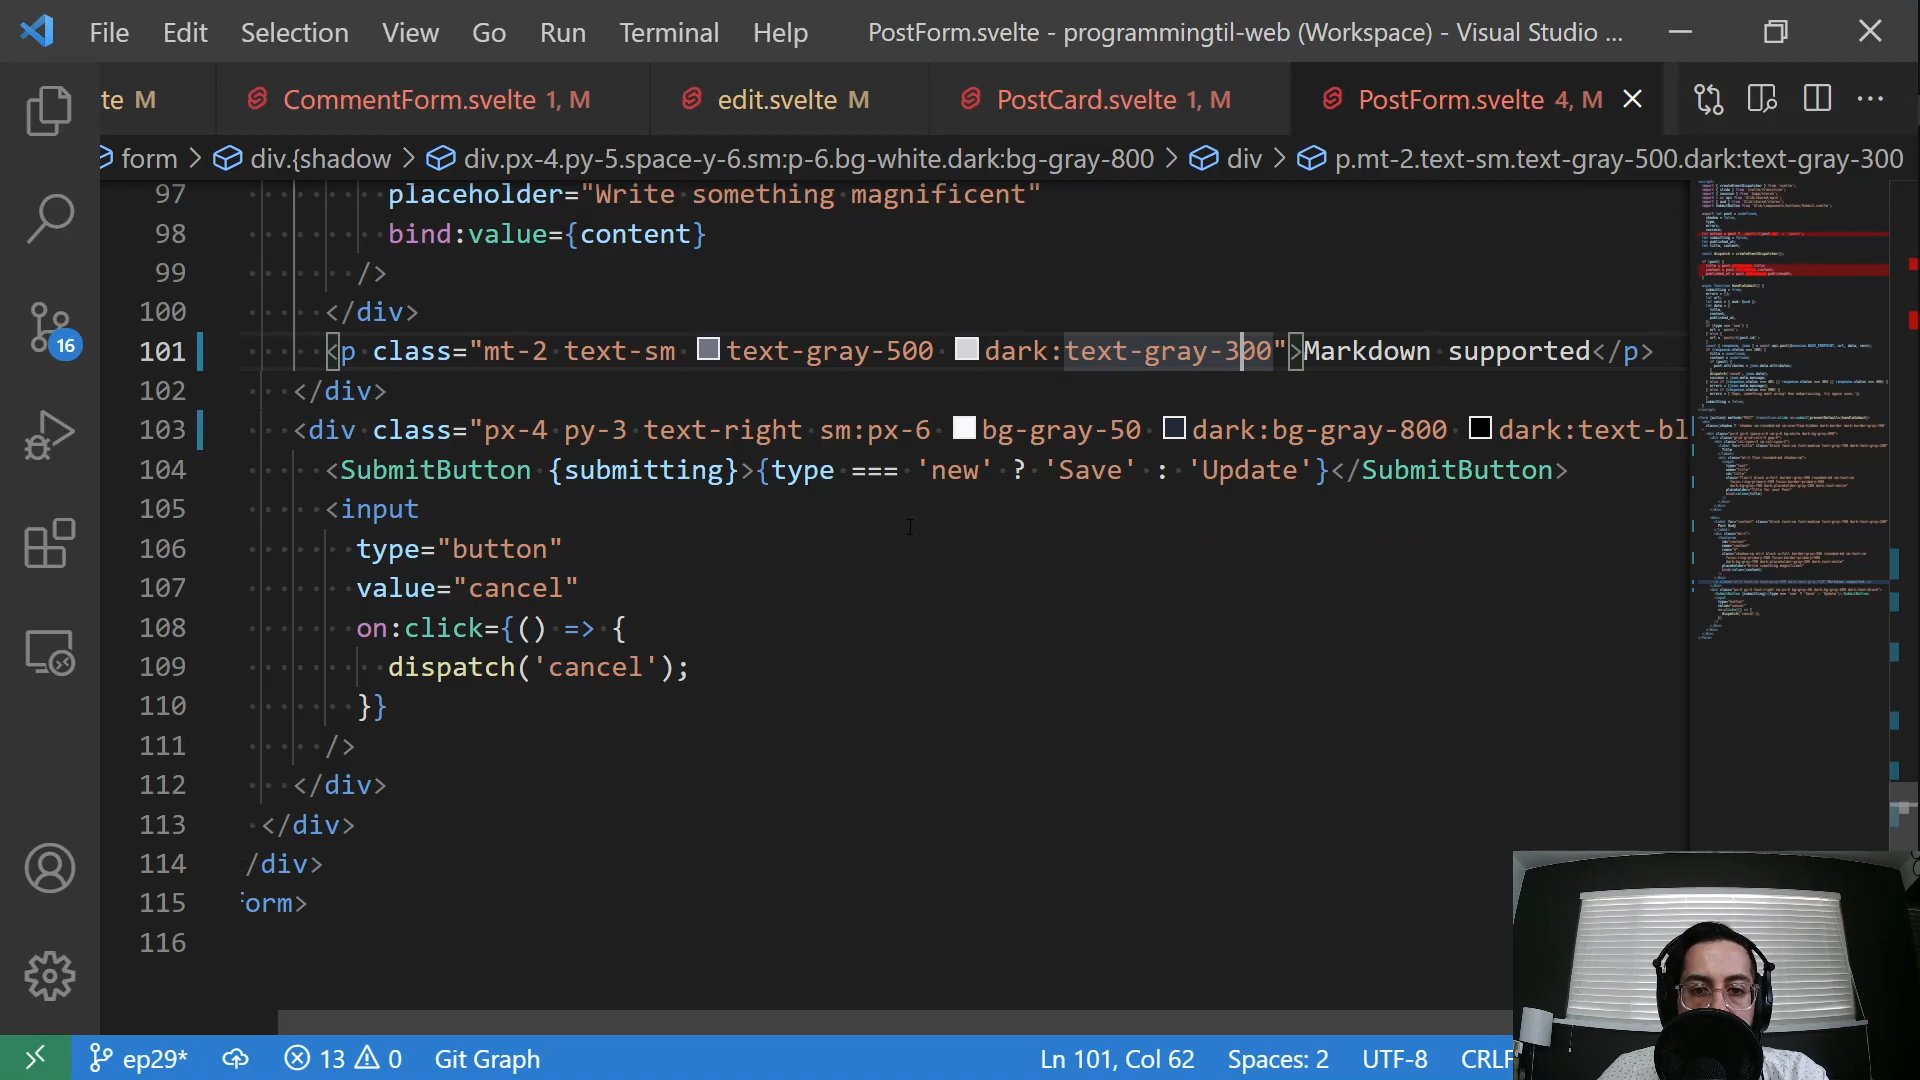 File Edit Selection View Go Run Terminal Help PostForm.svelte - programmingtil-web (Workspace) - Visual Studio ...
te M CommentForm.svelte 1, M edit.svelte M PostCard.svelte 1, M PostForm.svelte 4, M
form > div.{shadow > div.px-4.py-5.space-y-6.sm:p-6.bg-white.dark:bg-gray-800 > div > p.mt-2.text-sm.text-gray-500.dark:text-gray-300
97 placeholder="Write something magnificent"
98 bind:value={content}
99 />
100 </div>
101 <p class="mt-2 text-sm text-gray-500 dark:text-gray-300">Markdown supported</p>
102 </div>
103 <div class="px-4 py-3 text-right sm:px-6 bg-gray-50 dark:bg-gray-800 dark:text-bl
104 <SubmitButton {submitting}>{type === 'new' ? 'Save' : 'Update'}</SubmitButton>
105 <input
106 type="button"
107 value="cancel"
108 on:click={() => {
109 dispatch('cancel');
110 }}
111 />
112 </div>
113 </div>
114 /div>
115 orm>
116
16
ep29* 13 0 Git Graph Ln 101, Col 62 Spaces: 2 UTF-8 CRLF